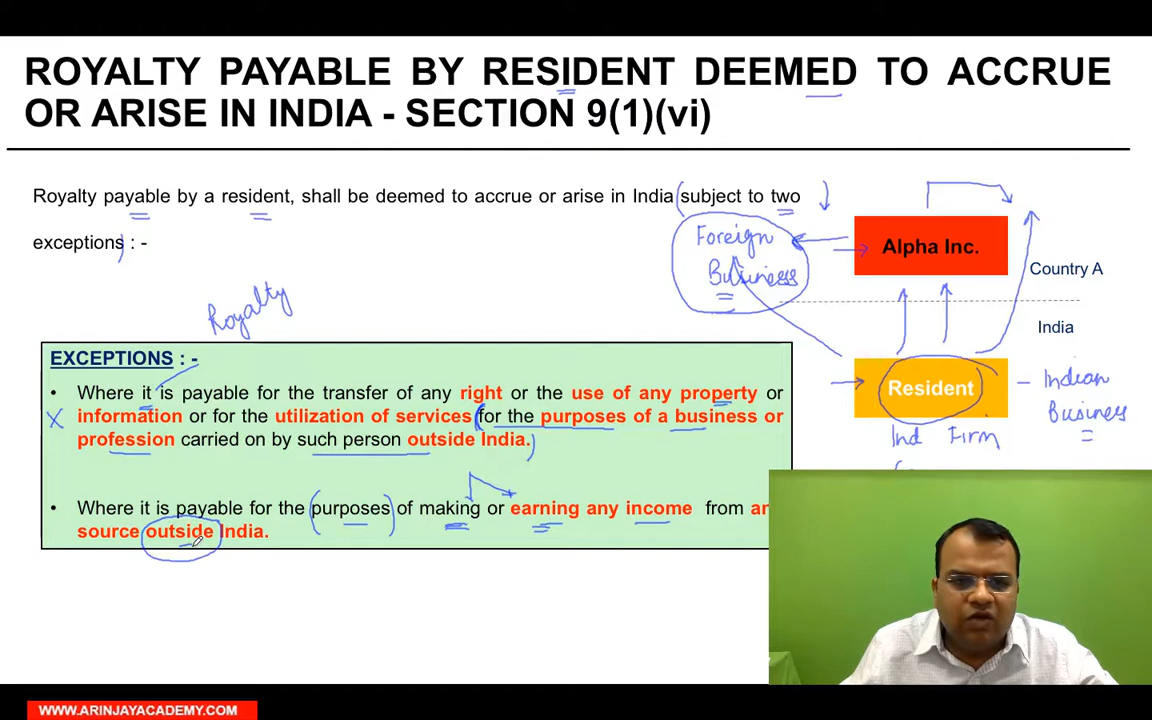 ROYALTY PAYABLE BY RESIDENT DEEMED TO ACCRUE
OR ARISE IN INDIA - SECTION 9(1)(vi)
Royalty payable by a resident, shall be deemed to accrue or arise in India (subject to two
exceptions) : -
Foreign
Business
Alpha Inc.
Country A
India
Royalty
EXCEPTIONS : -
• Where it is payable for the transfer of any right or the use of any property or
X information or for the utilization of services (for the purposes of a business or
profession carried on by such person outside India.)
• Where it is payable for the (purposes) of making or earning any income from
source outside India.
Resident
- Indian
Business
Ind Firm
WWW.ARINJAYACADEMY.COM